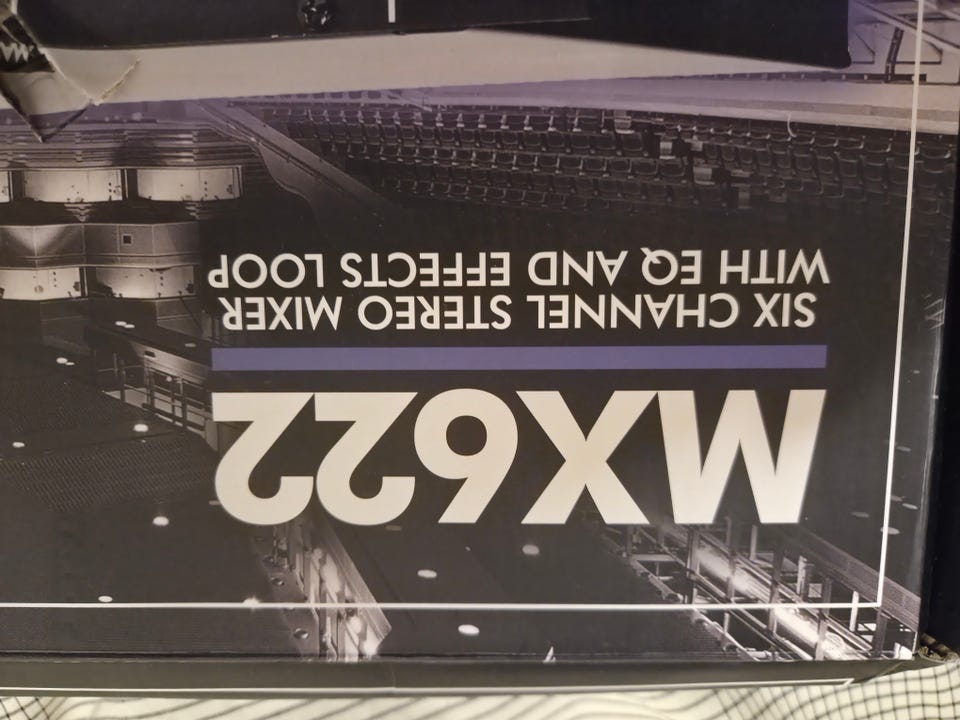 MX622
SIX CHANNEL STEREO MIXER
WITH EQ AND EFFECTS LOOP